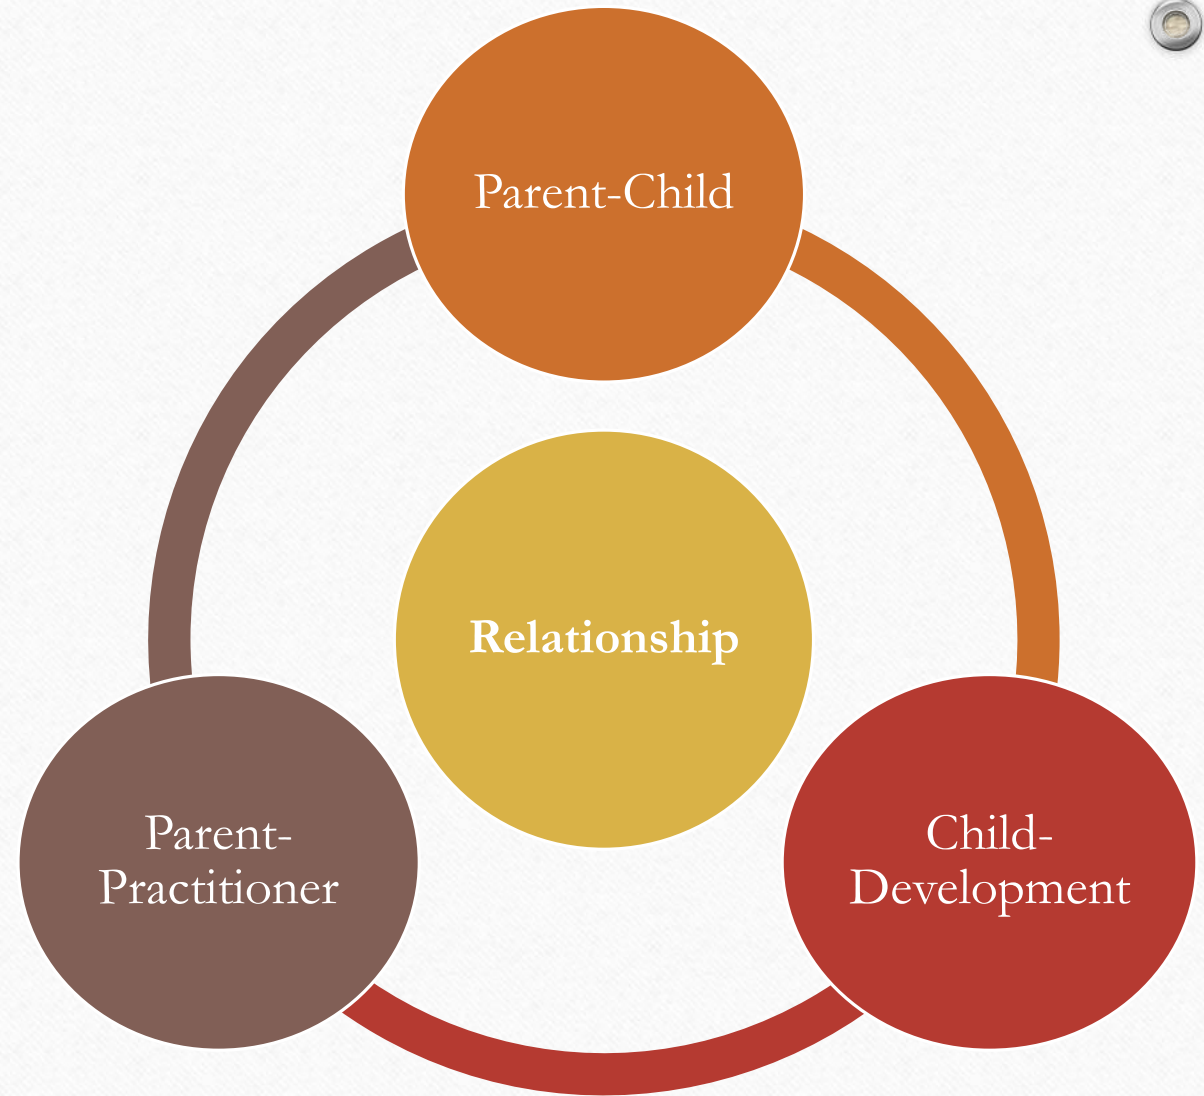 Parent-Child
Relationship
Parent-
Practitioner
Child-
Development